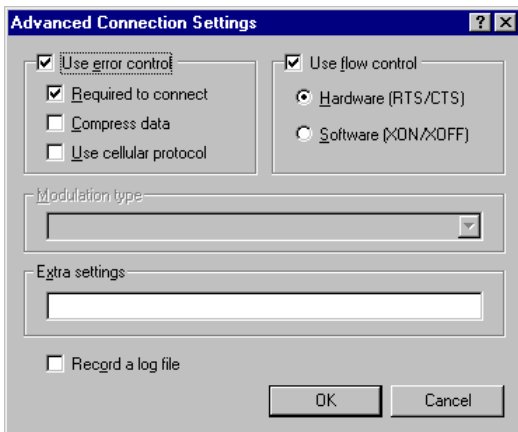 Advanced Connection Settings
Use error control
Required to connect
Compress data
Use cellular protocol
Use flow control
Hardware (RTS/CTS)
Software (XON/XOFF)
Modulation type
Extra settings
Record a log file
OK
Cancel